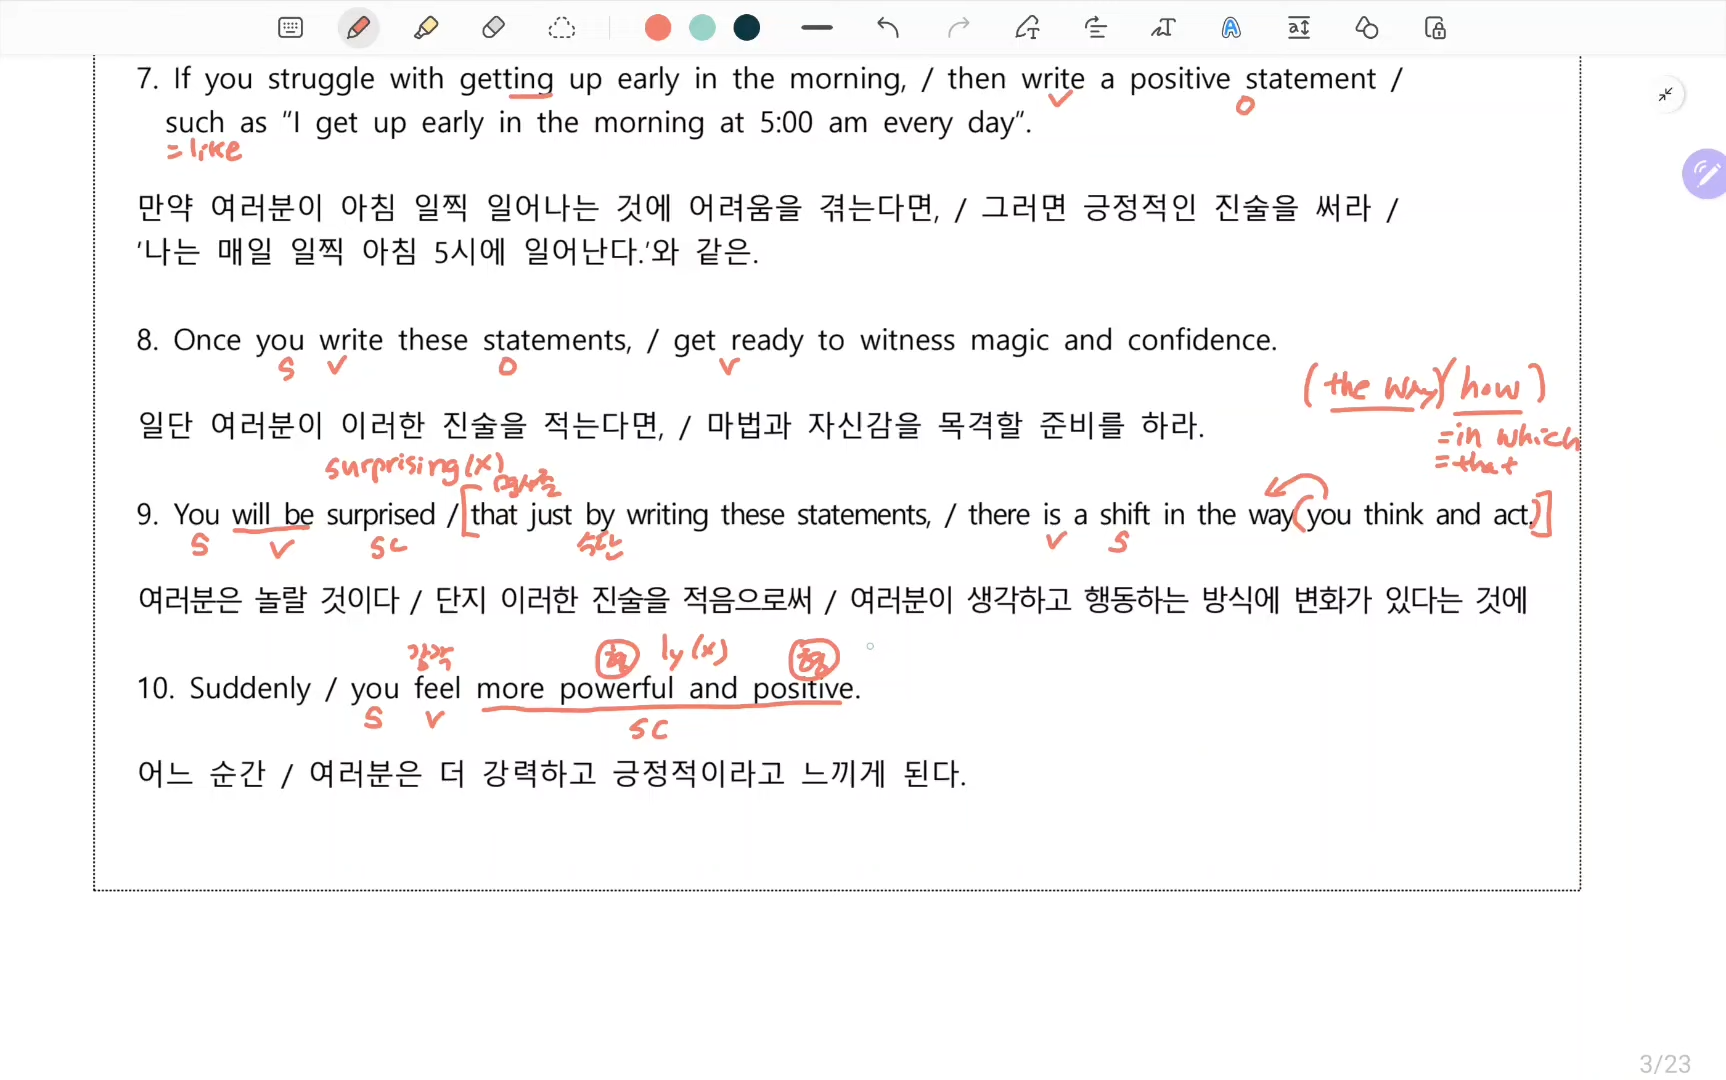 7. If you struggle with getting up early in the morning, / then write a positive statement /
v
o
such as "I get up early in the morning at 5:00 am every day".
= like
만약 여러분이 아침 일찍 일어나는 것에 어려움을 겪는다면, / 그러면 긍정적인 진술을 써라 /
'나는 매일 일찍 아침 5시에 일어난다.'와 같은.
8. Once you write these statements, / get ready to witness magic and confidence.
S V O V
(the way)(how)
= in which
= that
일단 여러분이 이러한 진술을 적는다면, / 마법과 자신감을 목격할 준비를 하라.
surprising(x)
명사절
9. You will be surprised / [that just by writing these statements, / there is a shift in the way (you think and act.)]
S V SC 수단 V S
여러분은 놀랄 것이다 / 단지 이러한 진술을 적음으로써 / 여러분이 생각하고 행동하는 방식에 변화가 있다는 것에
감각 형 ly(x) 형
10. Suddenly / you feel more powerful and positive.
S V SC
어느 순간 / 여러분은 더 강력하고 긍정적이라고 느끼게 된다.
3/23